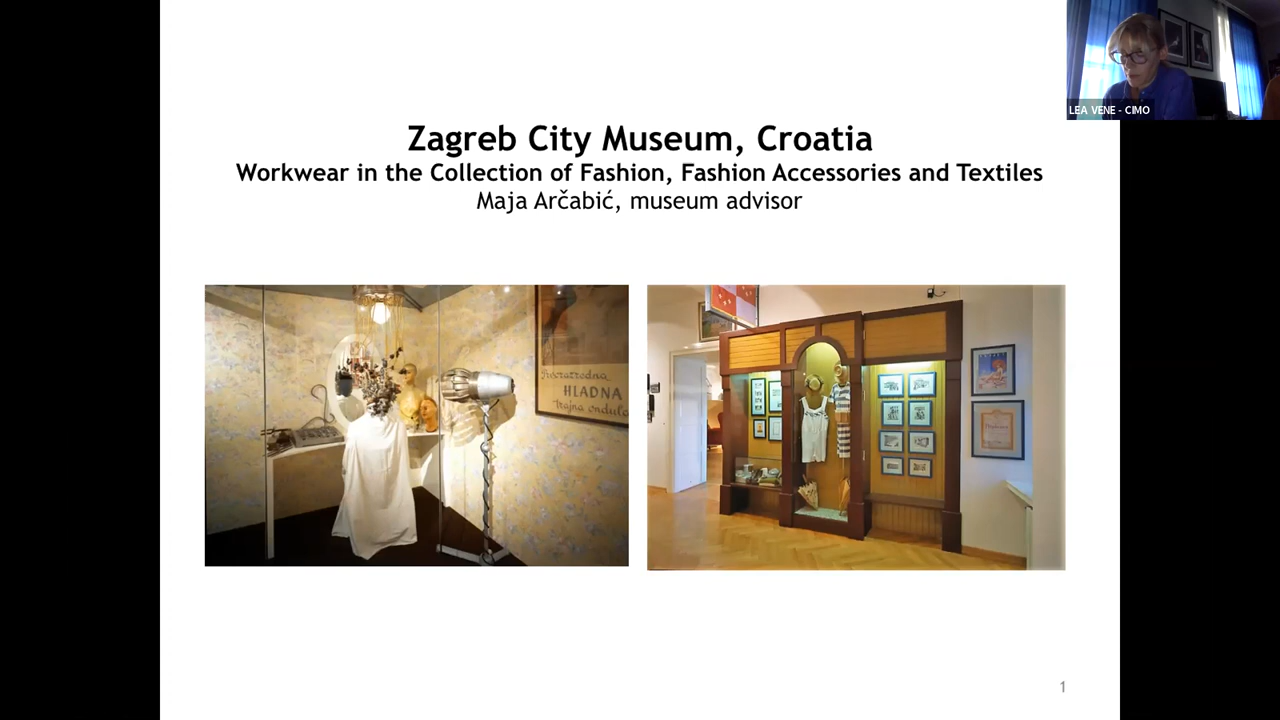 LEA VENE - CIMO
Zagreb City Museum, Croatia
Workwear in the Collection of Fashion, Fashion Accessories and Textiles
Maja Arčabić, museum advisor
HLADNA
trajna
1